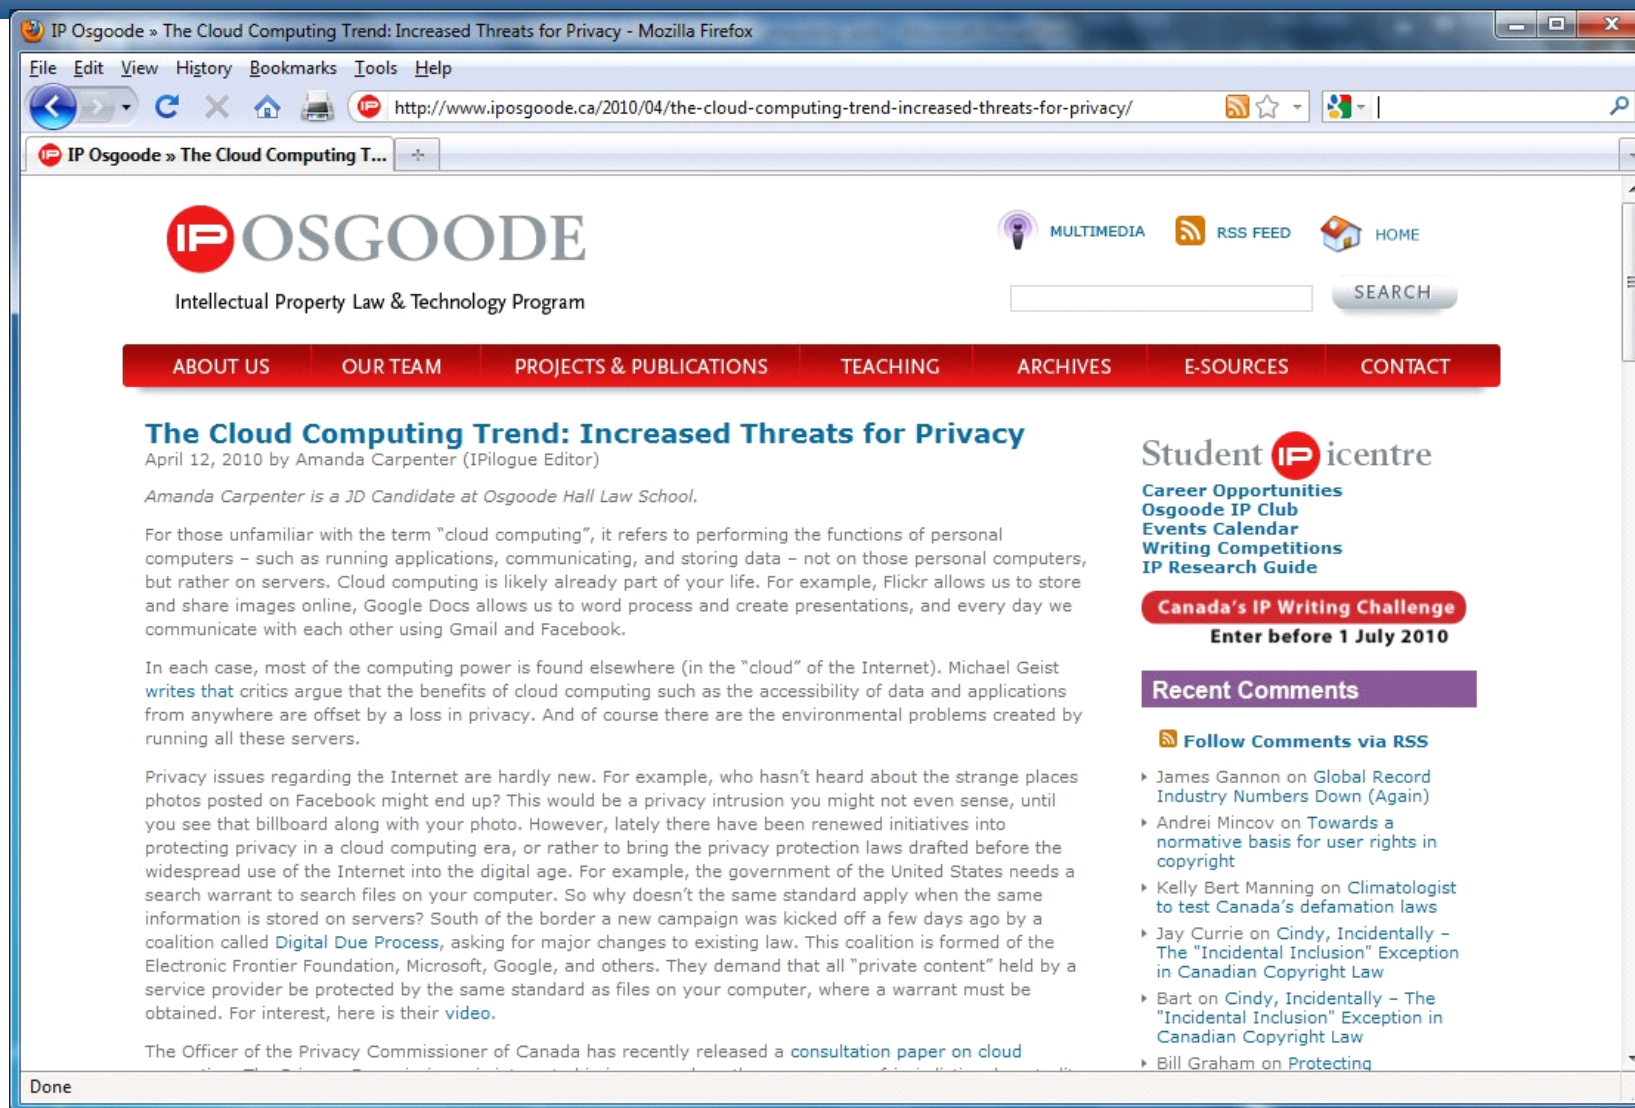 IP Osgoode » The Cloud Computing Trend: Increased Threats for Privacy - Mozilla Firefox
File Edit View History Bookmarks Tools Help
http://www.iposgoode.ca/2010/04/the-cloud-computing-trend-increased-threats-for-privacy/
IP Osgoode » The Cloud Computing T...
IP OSGOODE
Intellectual Property Law & Technology Program
MULTIMEDIA RSS FEED HOME
SEARCH
ABOUT US OUR TEAM PROJECTS & PUBLICATIONS TEACHING ARCHIVES E-SOURCES CONTACT
The Cloud Computing Trend: Increased Threats for Privacy
April 12, 2010 by Amanda Carpenter (IPilogue Editor)
Amanda Carpenter is a JD Candidate at Osgoode Hall Law School.
For those unfamiliar with the term “cloud computing”, it refers to performing the functions of personal
computers – such as running applications, communicating, and storing data – not on those personal computers,
but rather on servers. Cloud computing is likely already part of your life. For example, Flickr allows us to store
and share images online, Google Docs allows us to word process and create presentations, and every day we
communicate with each other using Gmail and Facebook.
In each case, most of the computing power is found elsewhere (in the “cloud” of the Internet). Michael Geist
writes that critics argue that the benefits of cloud computing such as the accessibility of data and applications
from anywhere are offset by a loss in privacy. And of course there are the environmental problems created by
running all these servers.
Privacy issues regarding the Internet are hardly new. For example, who hasn’t heard about the strange places
photos posted on Facebook might end up? This would be a privacy intrusion you might not even sense, until
you see that billboard along with your photo. However, lately there have been renewed initiatives into
protecting privacy in a cloud computing era, or rather to bring the privacy protection laws drafted before the
widespread use of the Internet into the digital age. For example, the government of the United States needs a
search warrant to search files on your computer. So why doesn’t the same standard apply when the same
information is stored on servers? South of the border a new campaign was kicked off a few days ago by a
coalition called Digital Due Process, asking for major changes to existing law. This coalition is formed of the
Electronic Frontier Foundation, Microsoft, Google, and others. They demand that all “private content” held by a
service provider be protected by the same standard as files on your computer, where a warrant must be
obtained. For interest, here is their video.
The Officer of the Privacy Commissioner of Canada has recently released a consultation paper on cloud
Student IP icentre
Career Opportunities
Osgoode IP Club
Events Calendar
Writing Competitions
IP Research Guide
Canada’s IP Writing Challenge
Enter before 1 July 2010
Recent Comments
Follow Comments via RSS
James Gannon on Global Record
Industry Numbers Down (Again)
Andrei Mincov on Towards a
normative basis for user rights in
copyright
Kelly Bert Manning on Climatologist
to test Canada’s defamation laws
Jay Currie on Cindy, Incidentally –
The "Incidental Inclusion" Exception
in Canadian Copyright Law
Bart on Cindy, Incidentally – The
"Incidental Inclusion" Exception in
Canadian Copyright Law
Bill Graham on Protecting
Done